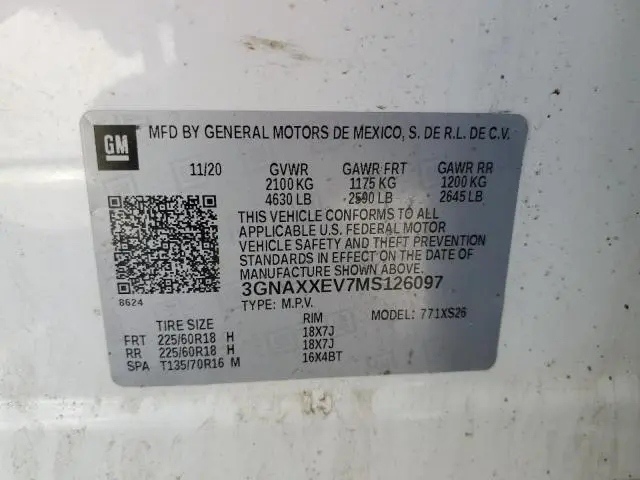 GM
MFD BY GENERAL MOTORS DE MEXICO, S. DE R.L. DE C.V.
11/20 GVWR GAWR FRT GAWR RR
2100 KG 1175 KG 1200 KG
4630 LB 2590 LB 2645 LB
THIS VEHICLE CONFORMS TO ALL
APPLICABLE U.S. FEDERAL MOTOR
VEHICLE SAFETY AND THEFT PREVENTION
STANDARDS IN EFFECT ON THE DATE OF
MANUFACTURE SHOWN ABOVE.
8624
3GNAXXEV7MS126097
TYPE: M.P.V. MODEL: 771XS26
TIRE SIZE RIM
FRT 225/60R18 H 18X7J
RR 225/60R18 H 18X7J
SPA T135/70R16 M 16X4BT